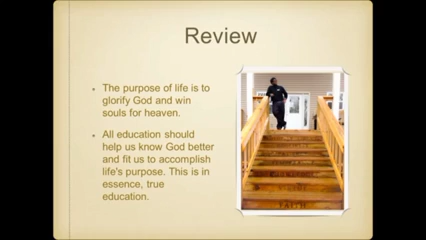 Review
• The purpose of life is to
glorify God and win
souls for heaven.
• All education should
help us know God better
and fit us to accomplish
life's purpose. This is in
essence, true
education.
FAITH